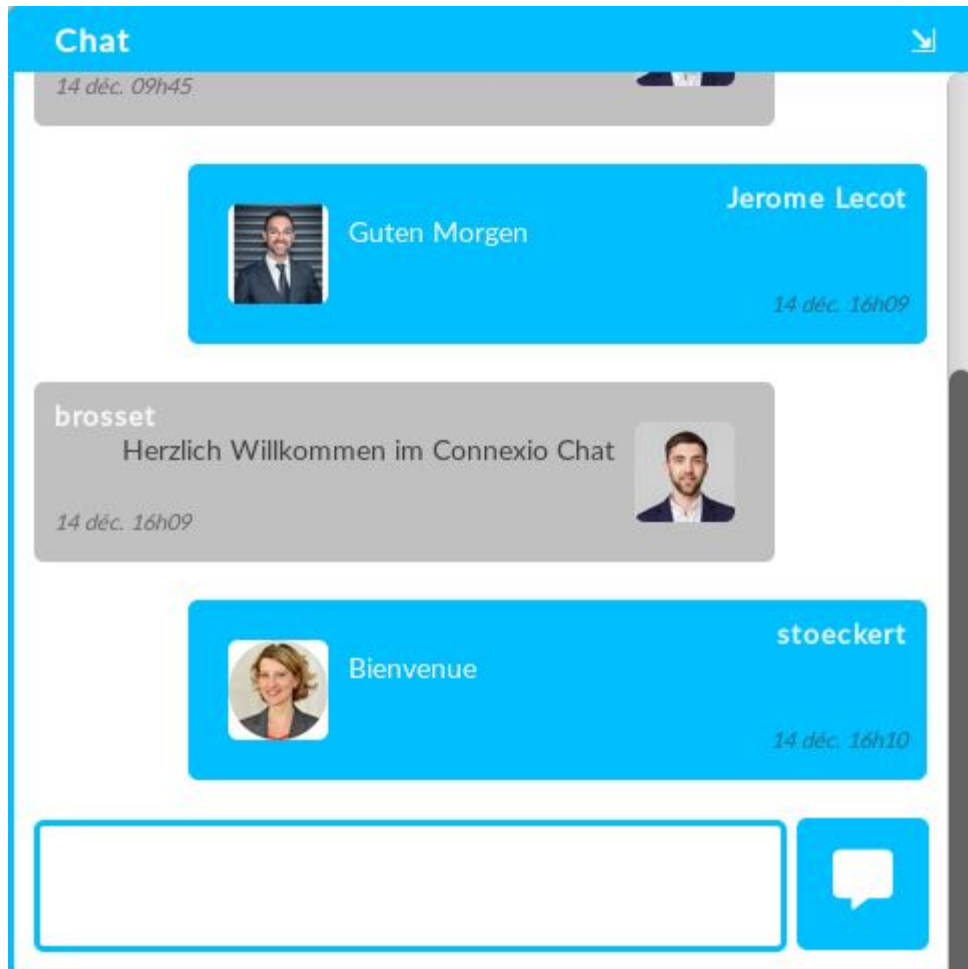 Chat
14 déc. 09h45
Jerome Lecot
Guten Morgen
14 déc. 16h09
brosset
Herzlich Willkommen im Connexio Chat
14 déc. 16h09
stoeckert
Bienvenue
14 déc. 16h10